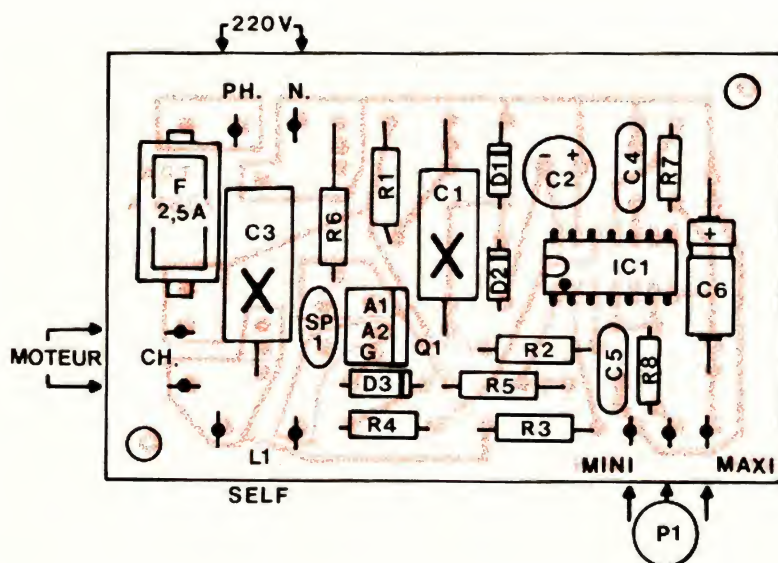 220V
PH. N.
F
2,5A
C3
R6
R1
C1
D1
- +
C2
C4
R7
D2
IC1
+
C6
SP
1
A1
A2
G
Q1
MOTEUR
CH.
D3
R2
R5
C5
R8
R4
R3
L1
MINI
MAXI
SELF
P1